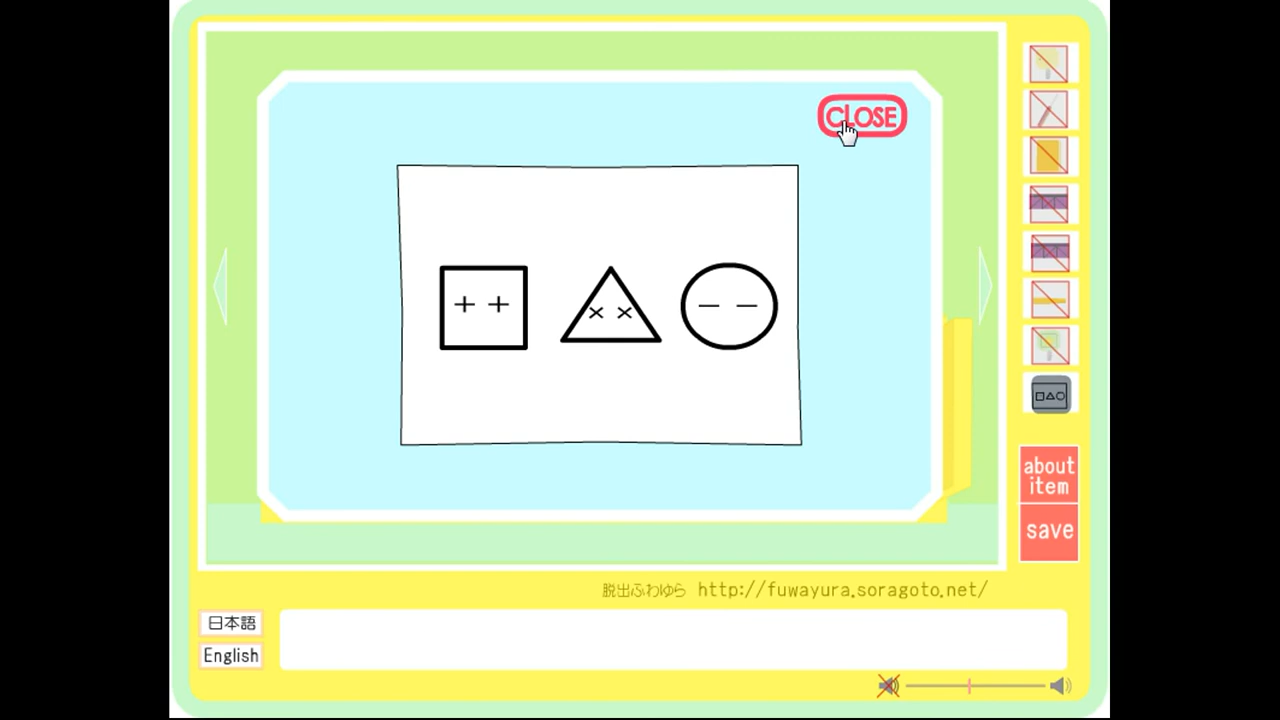 CLOSE
+ +
× ×
— —
about
item
save
脱出ふわゆら http://fuwayura.soragoto.net/
日本語
English